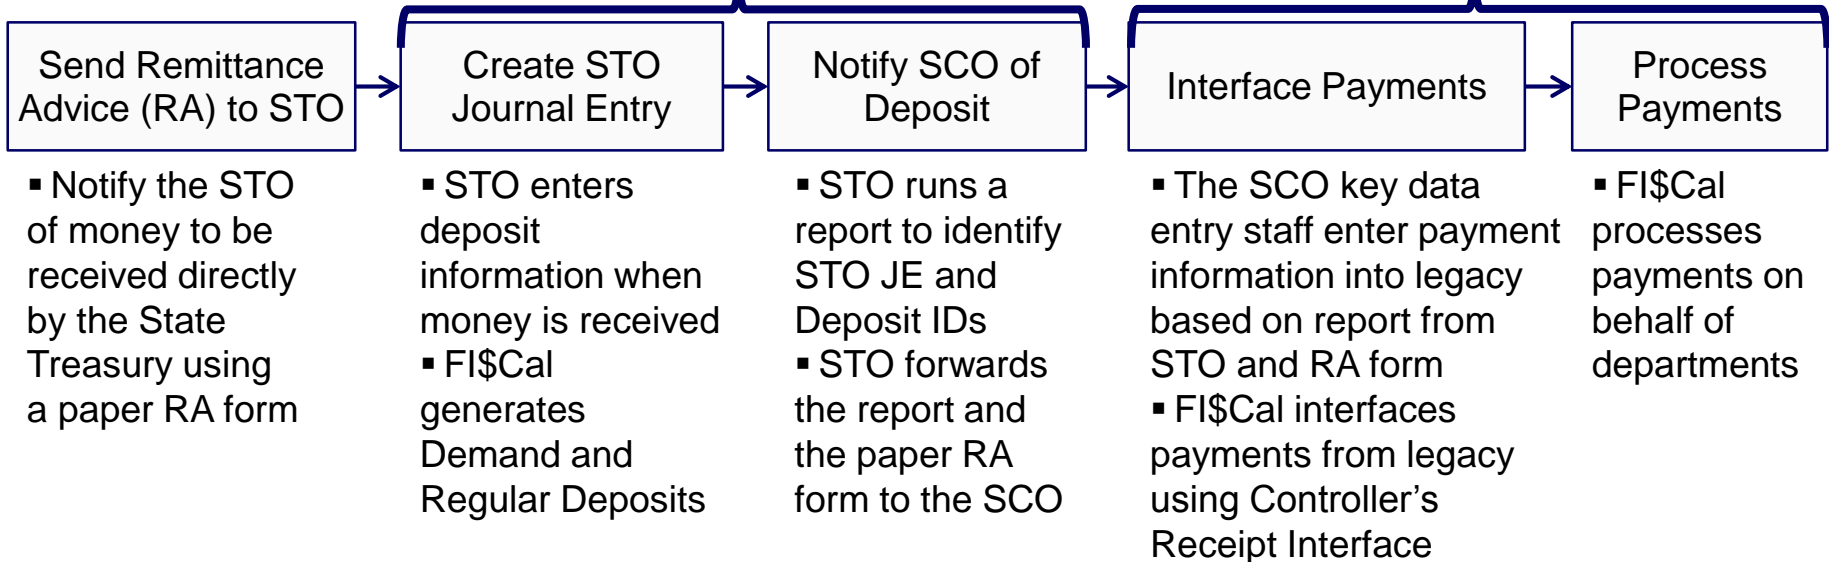 Send Remittance
Advice (RA) to STO
Create STO
Journal Entry
Notify SCO of
Deposit
Interface Payments
Process
Payments
▪ Notify the STO
of money to be
received directly
by the State
Treasury using
a paper RA form
▪ STO enters
deposit
information when
money is received
▪ FI$Cal
generates
Demand and
Regular Deposits
▪ STO runs a
report to identify
STO JE and
Deposit IDs
▪ STO forwards
the report and
the paper RA
form to the SCO
▪ The SCO key data
entry staff enter payment
information into legacy
based on report from
STO and RA form
▪ FI$Cal interfaces
payments from legacy
using Controller’s
Receipt Interface
▪ FI$Cal
processes
payments on
behalf of
departments